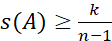 s(A) ≥ k/(n−1)